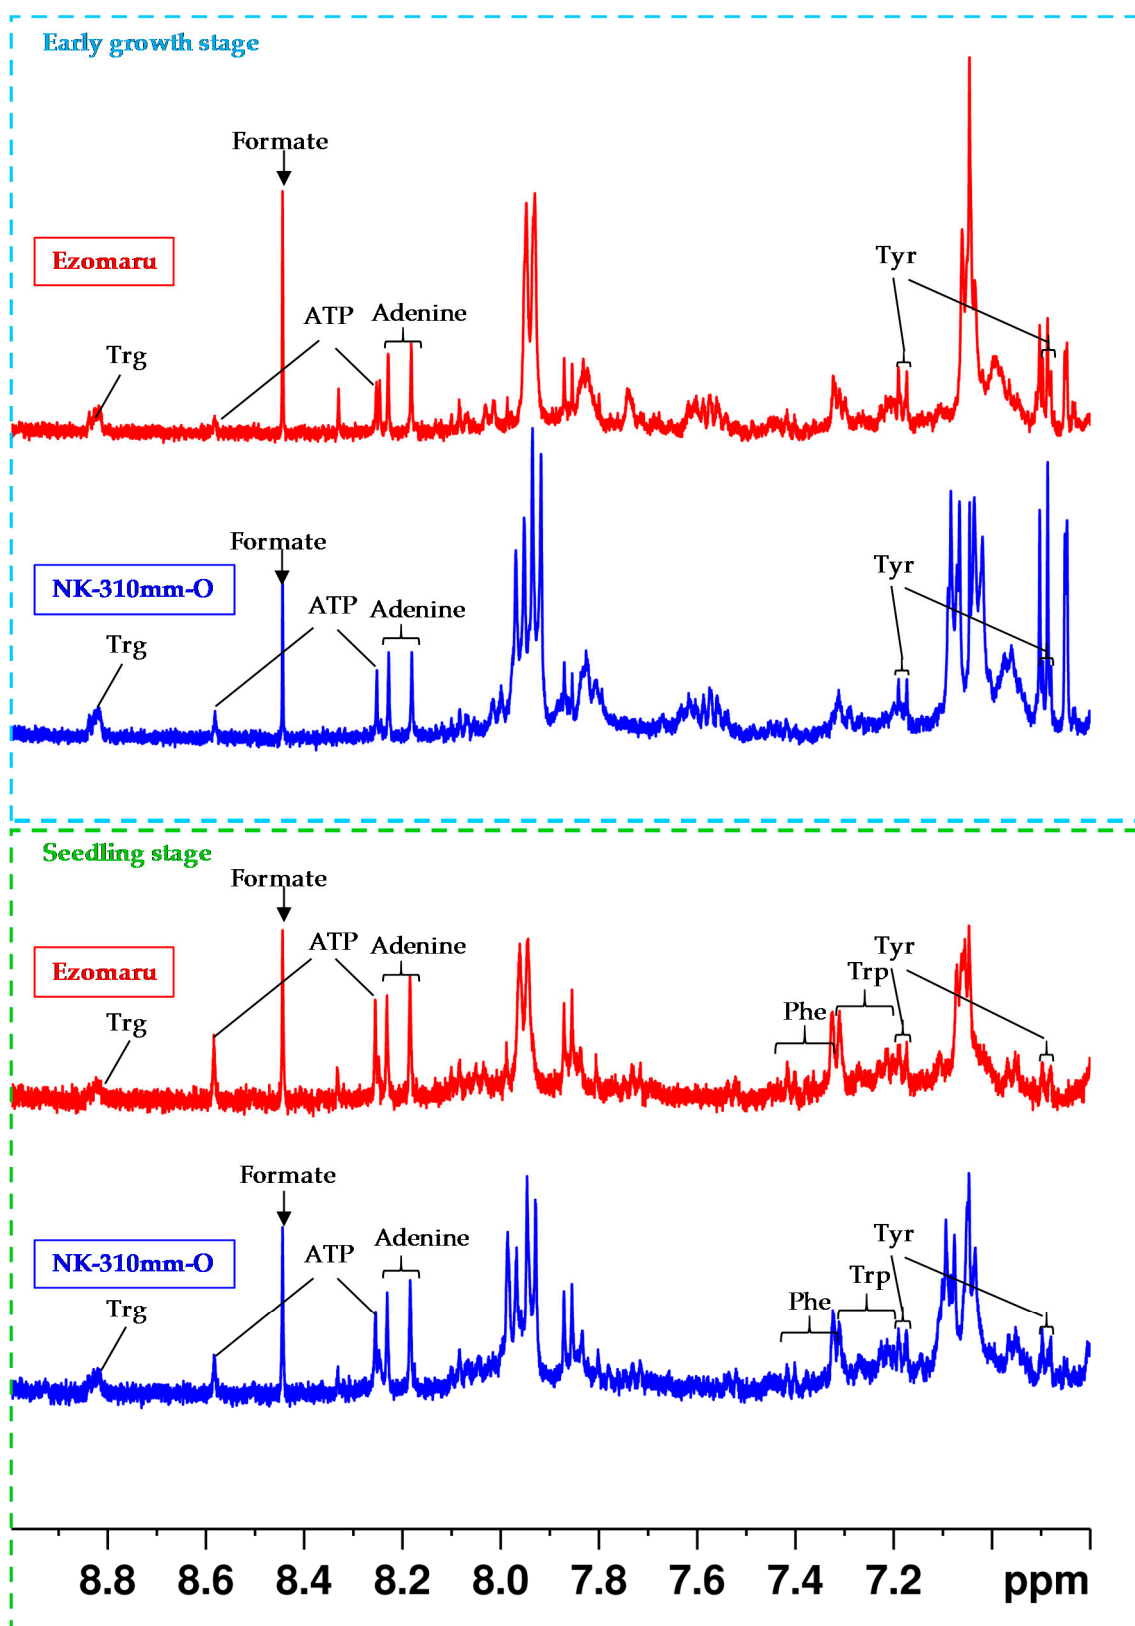 Early growth stage
Formate
Ezomaru
Tyr
ATP
Adenine
Trg
Formate
NK-310mm-O
Tyr
ATP
Adenine
Trg
Seedling stage
Formate
Ezomaru
ATP
Adenine
Tyr
Trp
Phe
Trg
Formate
NK-310mm-O
ATP
Adenine
Tyr
Trp
Phe
Trg
8.8 8.6 8.4 8.2 8.0 7.8 7.6 7.4 7.2 ppm